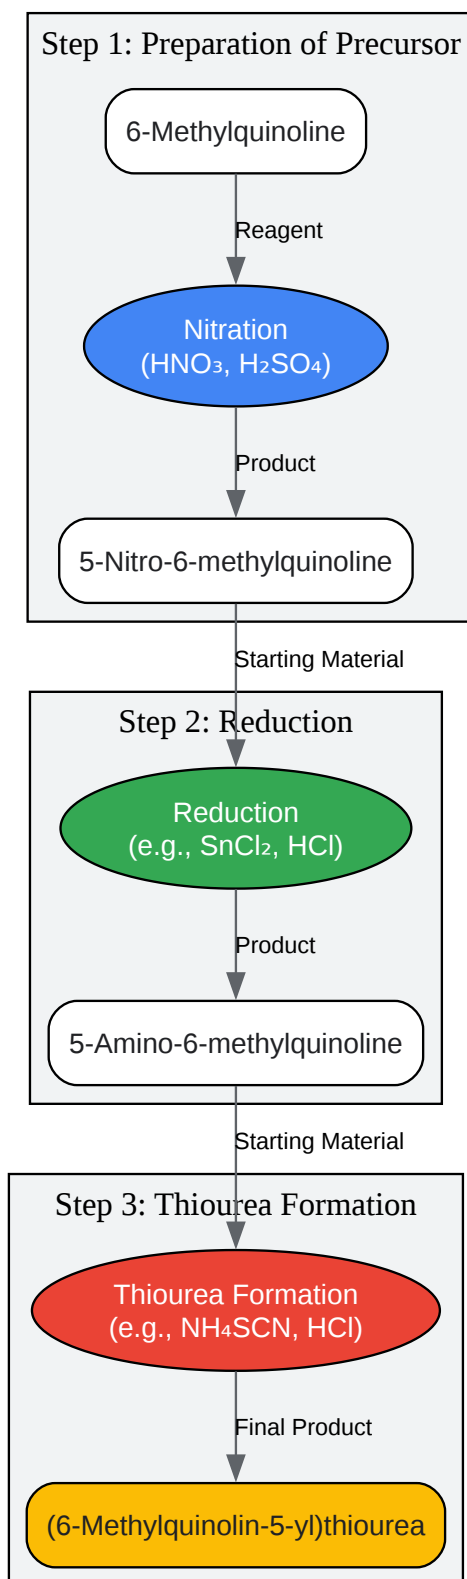 Step 1: Preparation of Precursor
6-Methylquinoline
Reagent
Nitration
(HNO₃, H₂SO₄)
Product
5-Nitro-6-methylquinoline
Starting Material
Step 2: Reduction
Reduction
(e.g., SnCl₂, HCl)
Product
5-Amino-6-methylquinoline
Starting Material
Step 3: Thiourea Formation
Thiourea Formation
(e.g., NH₄SCN, HCl)
Final Product
(6-Methylquinolin-5-yl)thiourea